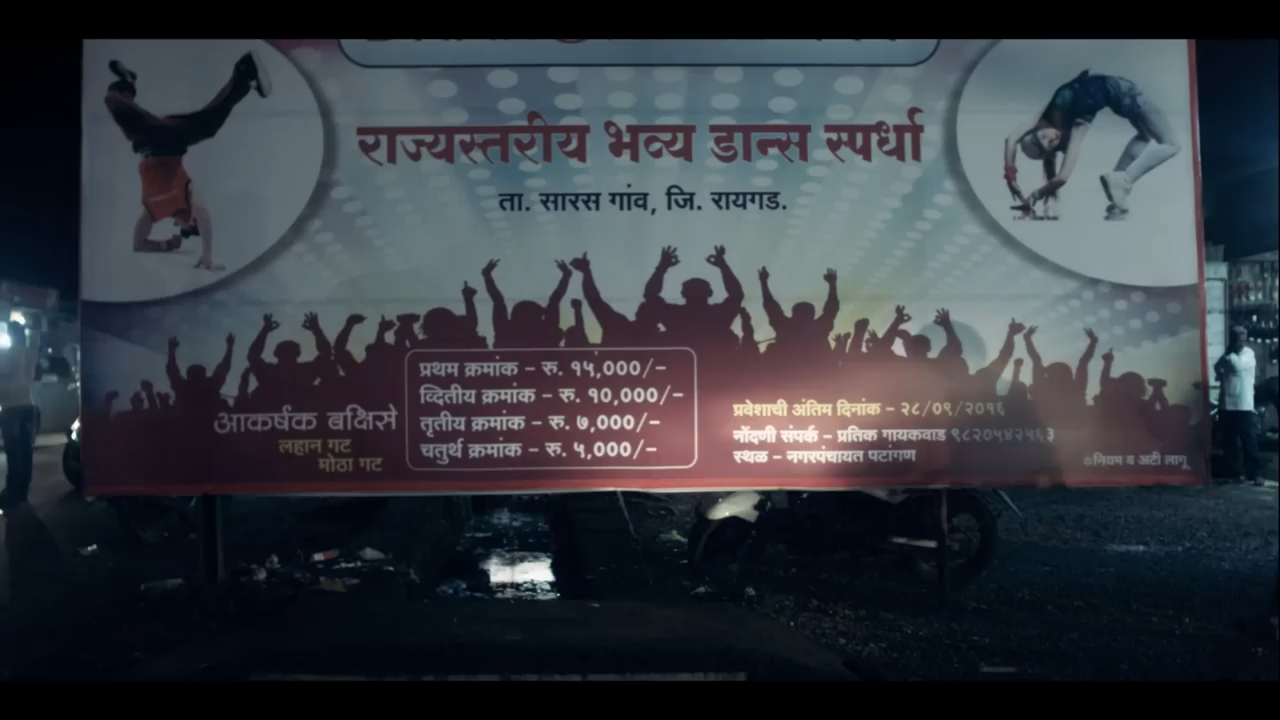 राज्यस्तरीय भव्य डान्स स्पर्धा
ता. सारस गांव, जि. रायगड.
प्रथम क्रमांक – रु. १५,०००/–
व्दितीय क्रमांक – रु. १०,०००/–
तृतीय क्रमांक – रु. ७,०००/–
चतुर्थ क्रमांक – रु. ५,०००/–
आकर्षक बक्षिसे
लहान गट
मोठा गट
प्रवेशाची अंतिम दिनांक – २८/०९/२०१६
नोंदणी संपर्क – प्रतिक गायकवाड ९८२०५४२५६३
स्थळ – नगरपंचायत पटांगण
नियम व अटी लागू